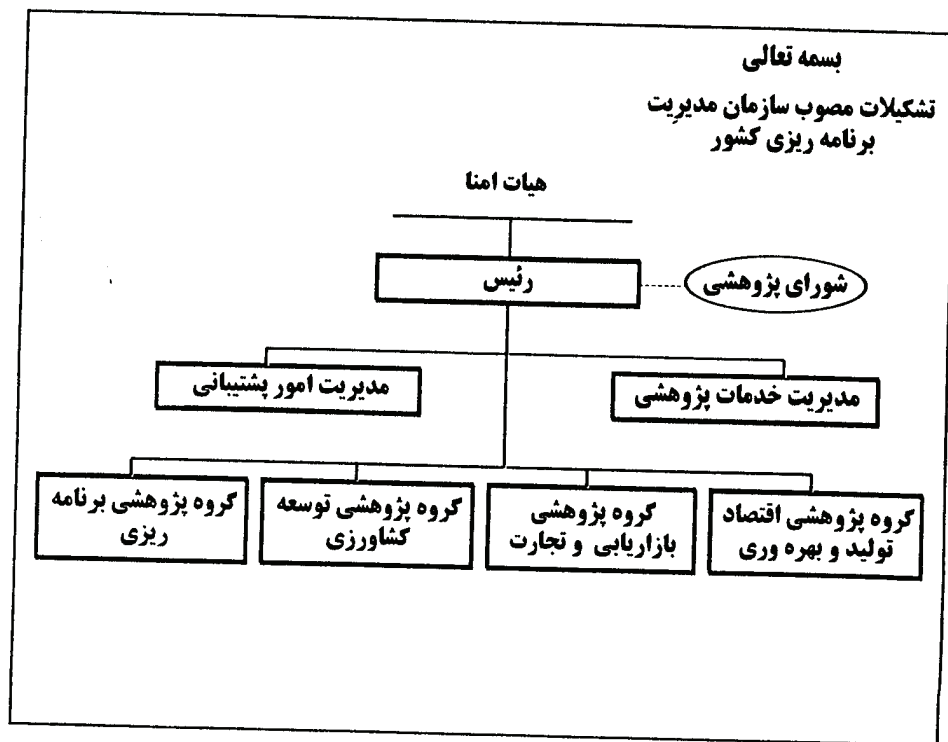 بسمه تعالی
تشکیلات مصوب سازمان مدیریت
برنامه ریزی کشور
هیات امنا
رئیس
شورای پژوهشی
مدیریت خدمات پژوهشی
مدیریت امور پشتیبانی
گروه پژوهشی اقتصاد
تولید و بهره وری
گروه پژوهشی
بازاریابی و تجارت
گروه پژوهشی توسعه
کشاورزی
گروه پژوهشی برنامه
ریزی